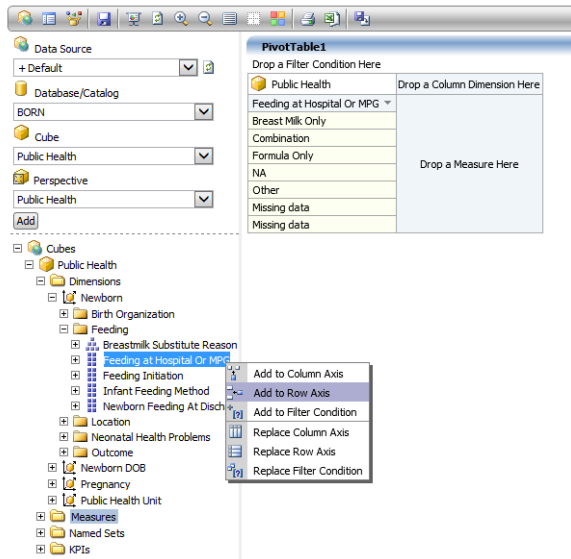 Data Source
+ Default
Database/Catalog
BORN
Cube
Public Health
Perspective
Public Health
Add
Cubes
Public Health
Dimensions
Newborn
Birth Organization
Feeding
Breastmilk Substitute Reason
Feeding at Hospital Or MPG
Feeding Initiation
Infant Feeding Method
Newborn Feeding At Disch
Location
Neonatal Health Problems
Outcome
Newborn DOB
Pregnancy
Public Health Unit
Measures
Named Sets
KPIs
PivotTable1
Drop a Filter Condition Here
Public Health
Drop a Column Dimension Here
Feeding at Hospital Or MPG
Breast Milk Only
Combination
Formula Only
NA
Other
Missing data
Missing data
Drop a Measure Here
Add to Column Axis
Add to Row Axis
Add to Filter Condition
Replace Column Axis
Replace Row Axis
Replace Filter Condition